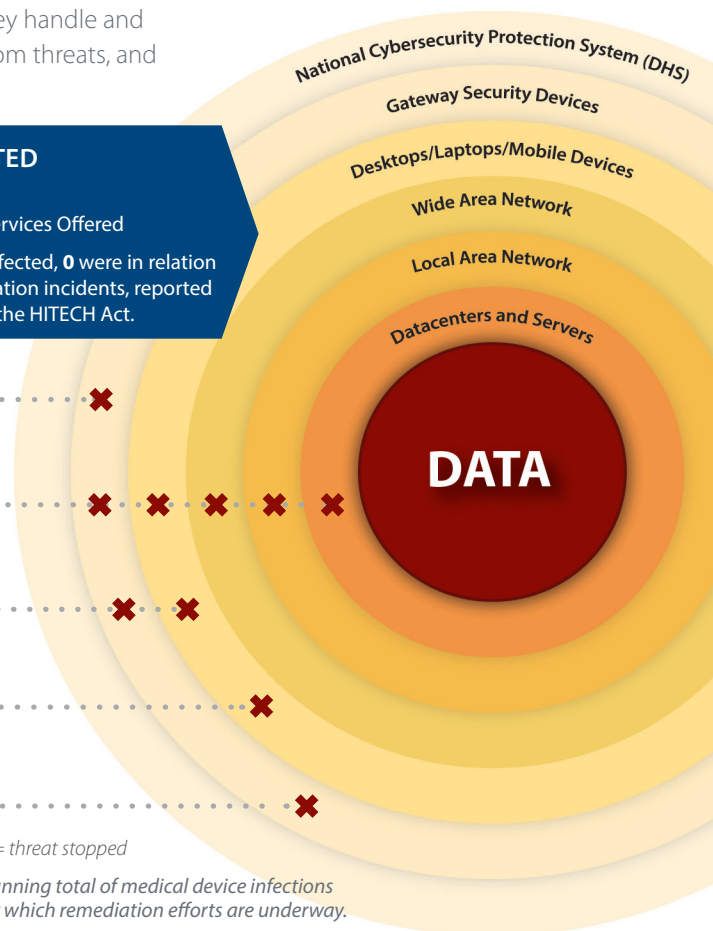 ey handle and
om threats, and
National Cybersecurity Protection System (DHS)
Gateway Security Devices
Desktops/Laptops/Mobile Devices
Wide Area Network
Local Area Network
Datacenters and Servers
DATA
TED
ervices Offered
fected, 0 were in relation
ation incidents, reported
the HITECH Act.
= threat stopped
unning total of medical device infections
which remediation efforts are underway.